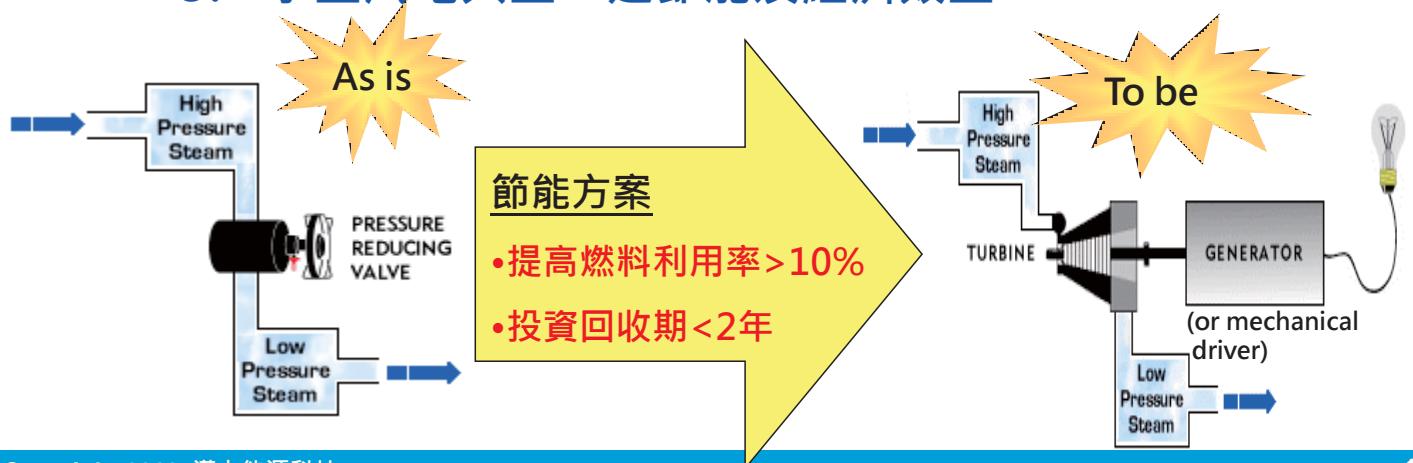 As is
High
Pressure
Steam
PRESSURE
REDUCING
VALVE
Low
Pressure
Steam
節能方案
•提高燃料利用率>10%
•投資回收期<2年
To be
High
Pressure
Steam
TURBINE
GENERATOR
(or mechanical
driver)
Low
Pressure
Steam